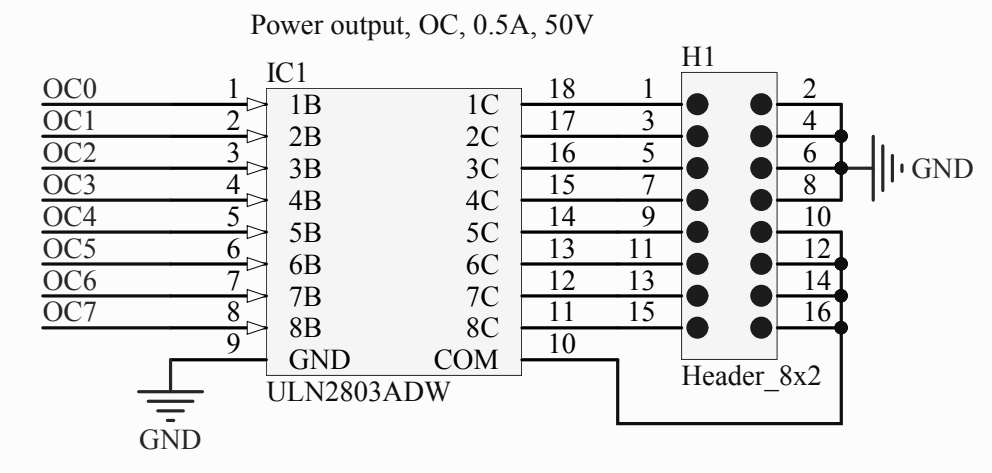 Power output, OC, 0.5A, 50V
IC1 H1
OC0 1 1B 1C 18 1 2
OC1 2 2B 2C 17 3 4
OC2 3 3B 3C 16 5 6 GND
OC3 4 4B 4C 15 7 8
OC4 5 5B 5C 14 9 10
OC5 6 6B 6C 13 11 12
OC6 7 7B 7C 12 13 14
OC7 8 8B 8C 11 15 16
9 GND COM 10
ULN2803ADW Header_8x2
GND